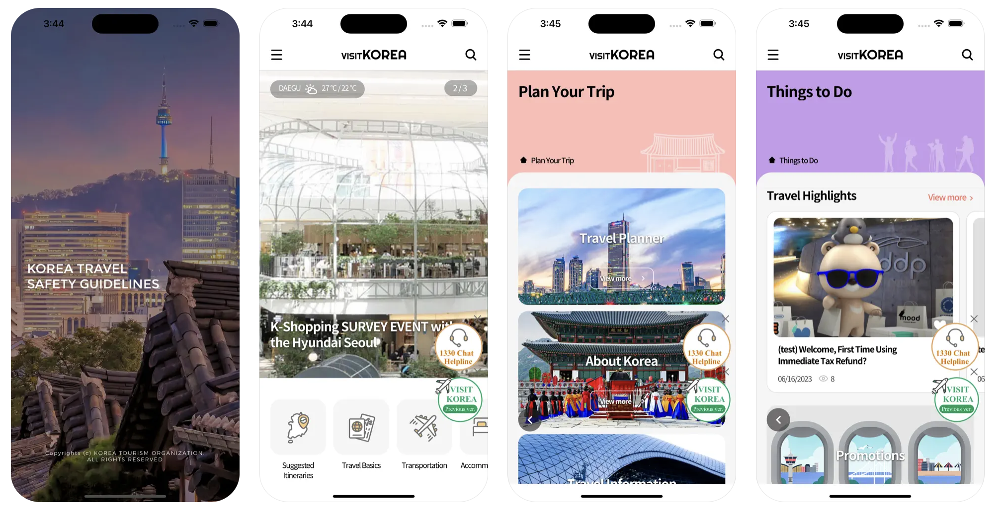 3:44
KOREA TRAVEL
SAFETY GUIDELINES
Copyrights (c) KOREA TOURISM ORGANIZATION.
ALL RIGHTS RESERVED
3:44
VISITKOREA
DAEGU 27℃/22℃
2/3
K-Shopping SURVEY EVENT with
the Hyundai Seoul
1330 Chat
Helpline
VISIT
KOREA
Previous ver.
Suggested
Itineraries
Travel Basics
Transportation
Accomm
3:45
VISITKOREA
Plan Your Trip
Plan Your Trip
Travel Planner
View more
About Korea
View more
1330 Chat
Helpline
VISIT
KOREA
Previous ver.
Travel Information
3:45
VISITKOREA
Things to Do
Things to Do
Travel Highlights
View more
ddp
mood
(test) Welcome, First Time Using
Immediate Tax Refund?
06/16/2023 8
te
06
1330 Chat
Helpline
VISIT
KOREA
Previous ver.
Promotions